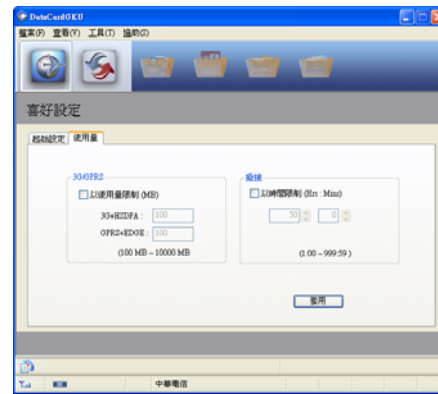 DataCardGKU
檔案(F) 查看(V) 工具(T) 協助(O)
喜好設定
起始設定 使用量
3G/GPRS
以使用量限制 (MB)
3G+HSDPA : 100
GPRS+EDGE : 100
(100 MB ~ 10000 MB
撥接
以時間限制 (Hrs : Mins)
50 : 0
(1:00 ~ 999:59 )
套用
中華電信